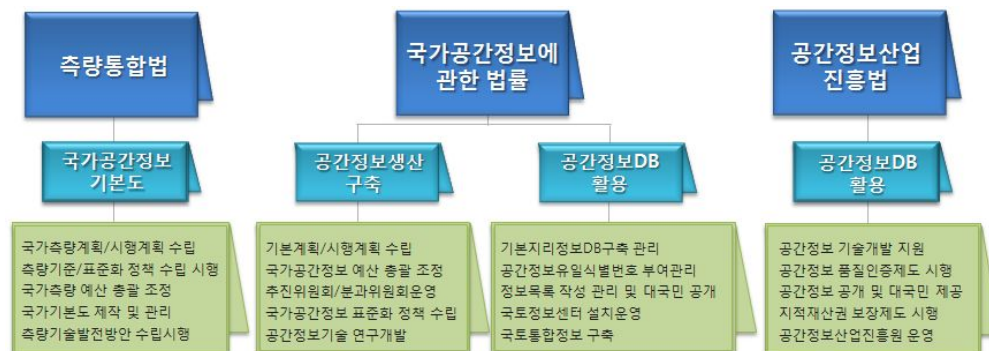 측량통합법
국가공간정보에
관한 법률
공간정보산업
진흥법
국가공간정보
기본도
공간정보생산
구축
공간정보DB
활용
공간정보DB
활용
국가측량계획/시행계획 수립
측량기준/표준화 정책 수립 시행
국가측량 예산 총괄 조정
국가기본도 제작 및 관리
측량기술발전방안 수립시행
기본계획/시행계획 수립
국가공간정보 예산 총괄 조정
추진위원회/분과위원회운영
국가공간정보 표준화 정책 수립
공간정보기술 연구개발
기본지리정보DB구축 관리
공간정보유일식별번호 부여관리
정보목록 작성 관리 및 대국민 공개
국토정보센터 설치운영
국토통합정보 구축
공간정보 기술개발 지원
공간정보 품질인증제도 시행
공간정보 공개 및 대국민 제공
지적재산권 보장제도 시행
공간정보산업진흥원 운영